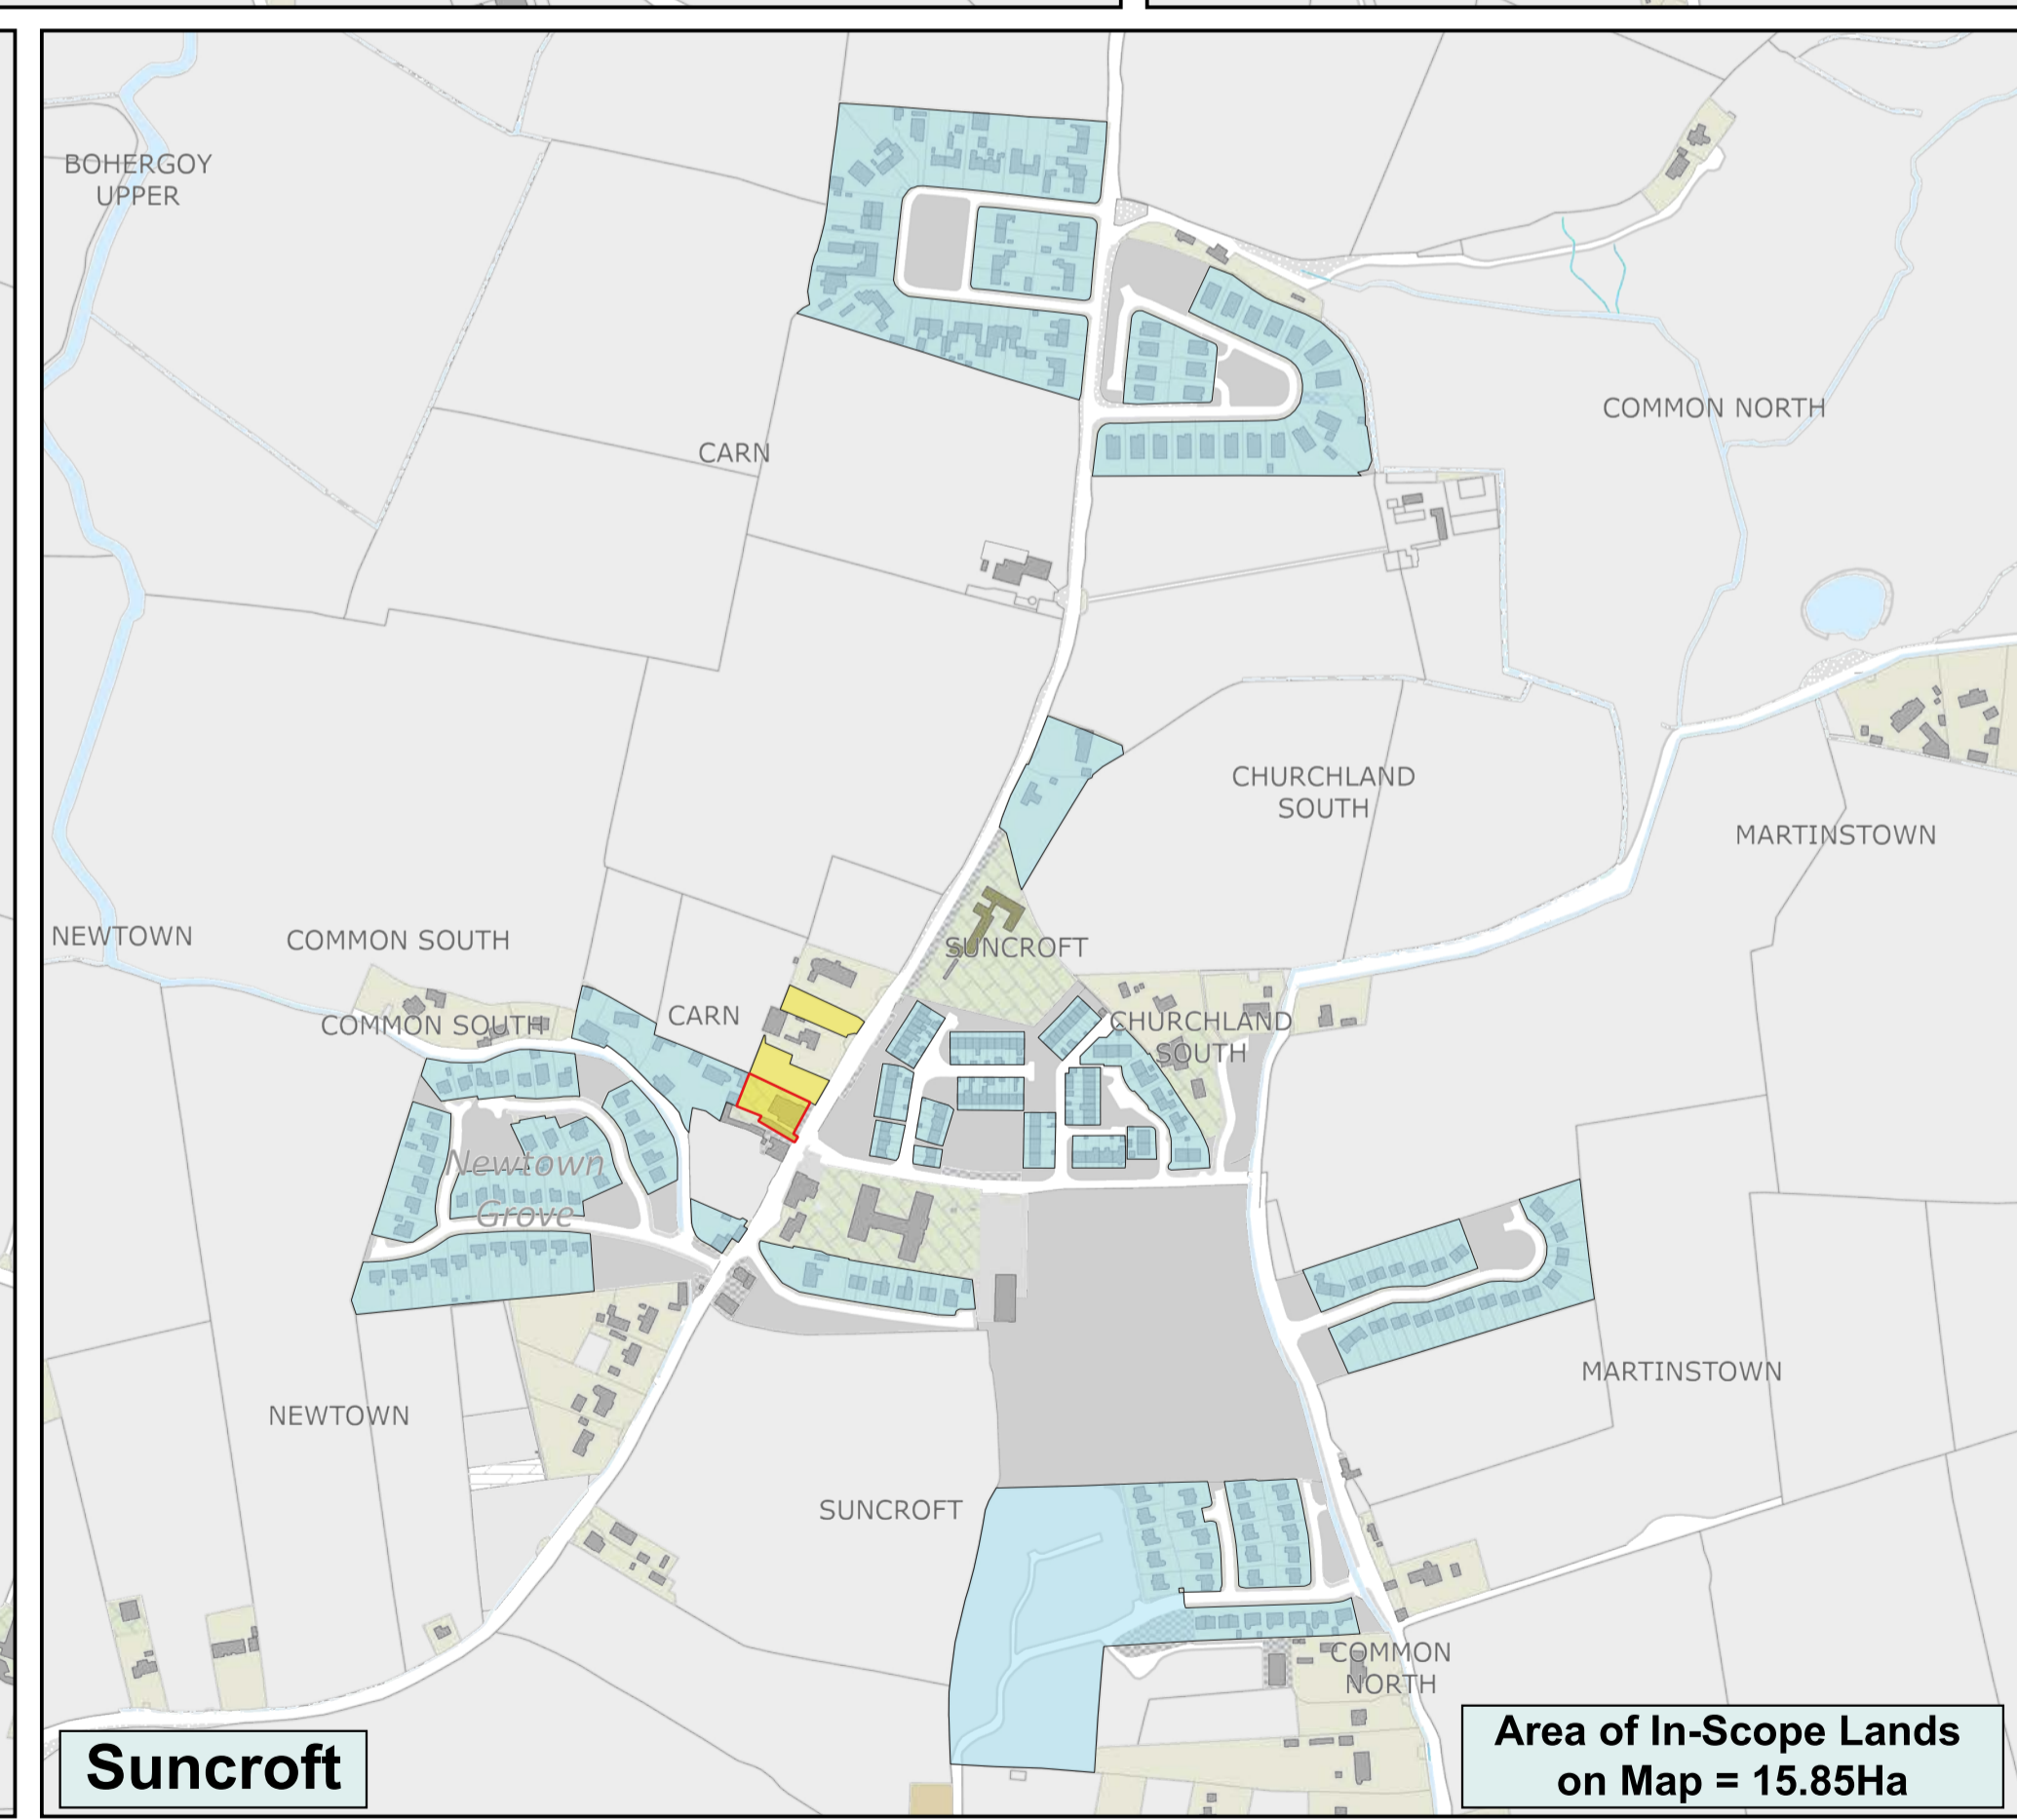 BOHERGOY
UPPER
COMMON NORTH
CARN
CHURCHLAND
SOUTH
MARTINSTOWN
NEWTOWN
COMMON SOUTH
SUNCROFT
CARN
COMMON SOUTH
CHURCHLAND
SOUTH
Newtown
Grove
MARTINSTOWN
NEWTOWN
SUNCROFT
COMMON
NORTH
Suncroft
Area of In-Scope Lands
on Map = 15.85Ha